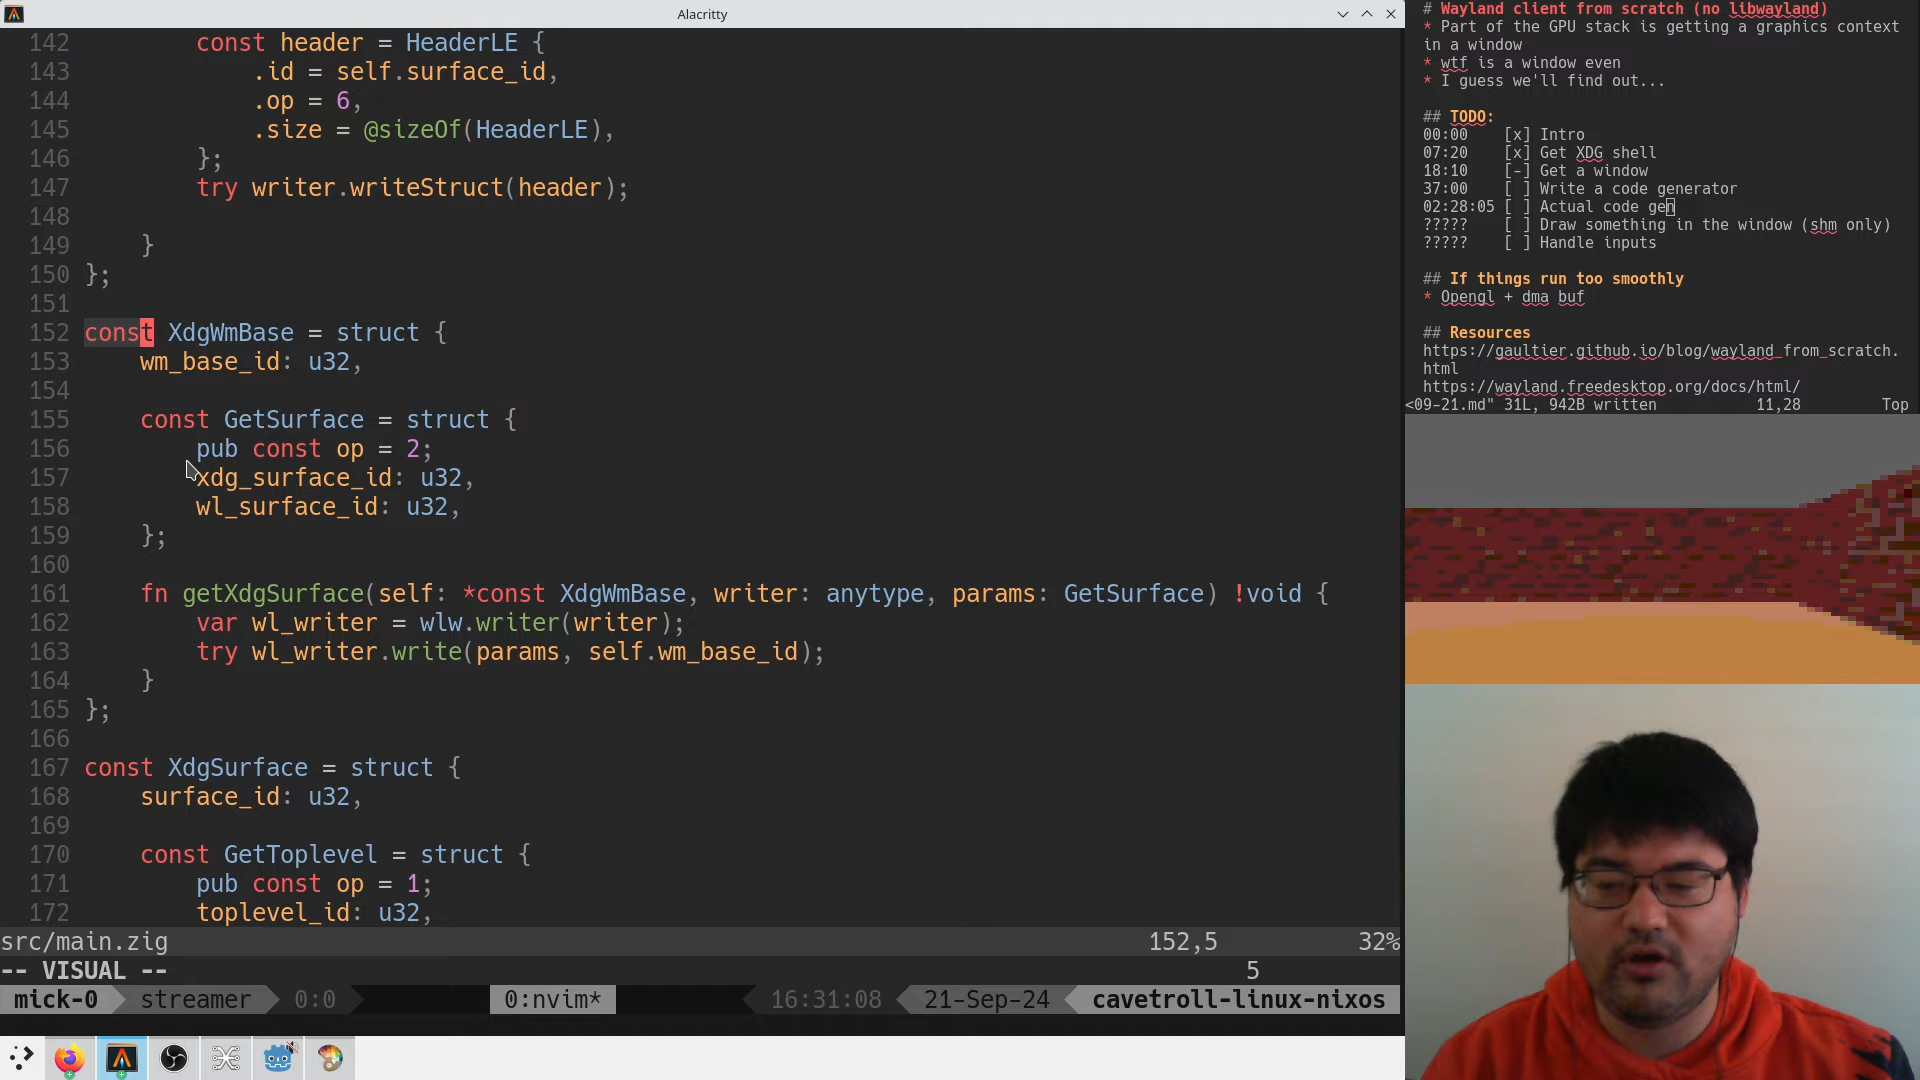 Alacritty
142 const header = HeaderLE {
143 .id = self.surface_id,
144 .op = 6,
145 .size = @sizeOf(HeaderLE),
146 };
147 try writer.writeStruct(header);
148
149 }
150 };
151
152 const XdgWmBase = struct {
153 wm_base_id: u32,
154
155 const GetSurface = struct {
156 pub const op = 2;
157 xdg_surface_id: u32,
158 wl_surface_id: u32,
159 };
160
161 fn getXdgSurface(self: *const XdgWmBase, writer: anytype, params: GetSurface) !void {
162 var wl_writer = wlw.writer(writer);
163 try wl_writer.write(params, self.wm_base_id);
164 }
165 };
166
167 const XdgSurface = struct {
168 surface_id: u32,
169
170 const GetToplevel = struct {
171 pub const op = 1;
172 toplevel_id: u32,
src/main.zig 152,5 32%
-- VISUAL -- 5
mick-0 streamer 0:0 0:nvim* 16:31:08 21-Sep-24 cavetroll-linux-nixos
# Wayland client from scratch (no libwayland)
* Part of the GPU stack is getting a graphics context
in a window
* wtf is a window even
* I guess we'll find out...
## TODO:
00:00 [x] Intro
07:20 [x] Get XDG shell
18:10 [-] Get a window
37:00 [ ] Write a code generator
02:28:05 [ ] Actual code gen
????? [ ] Draw something in the window (shm only)
????? [ ] Handle inputs
## If things run too smoothly
* Opengl + dma buf
## Resources
https://gaultier.github.io/blog/wayland_from_scratch.
html
https://wayland.freedesktop.org/docs/html/
<09-21.md" 31L, 942B written 11,28 Top